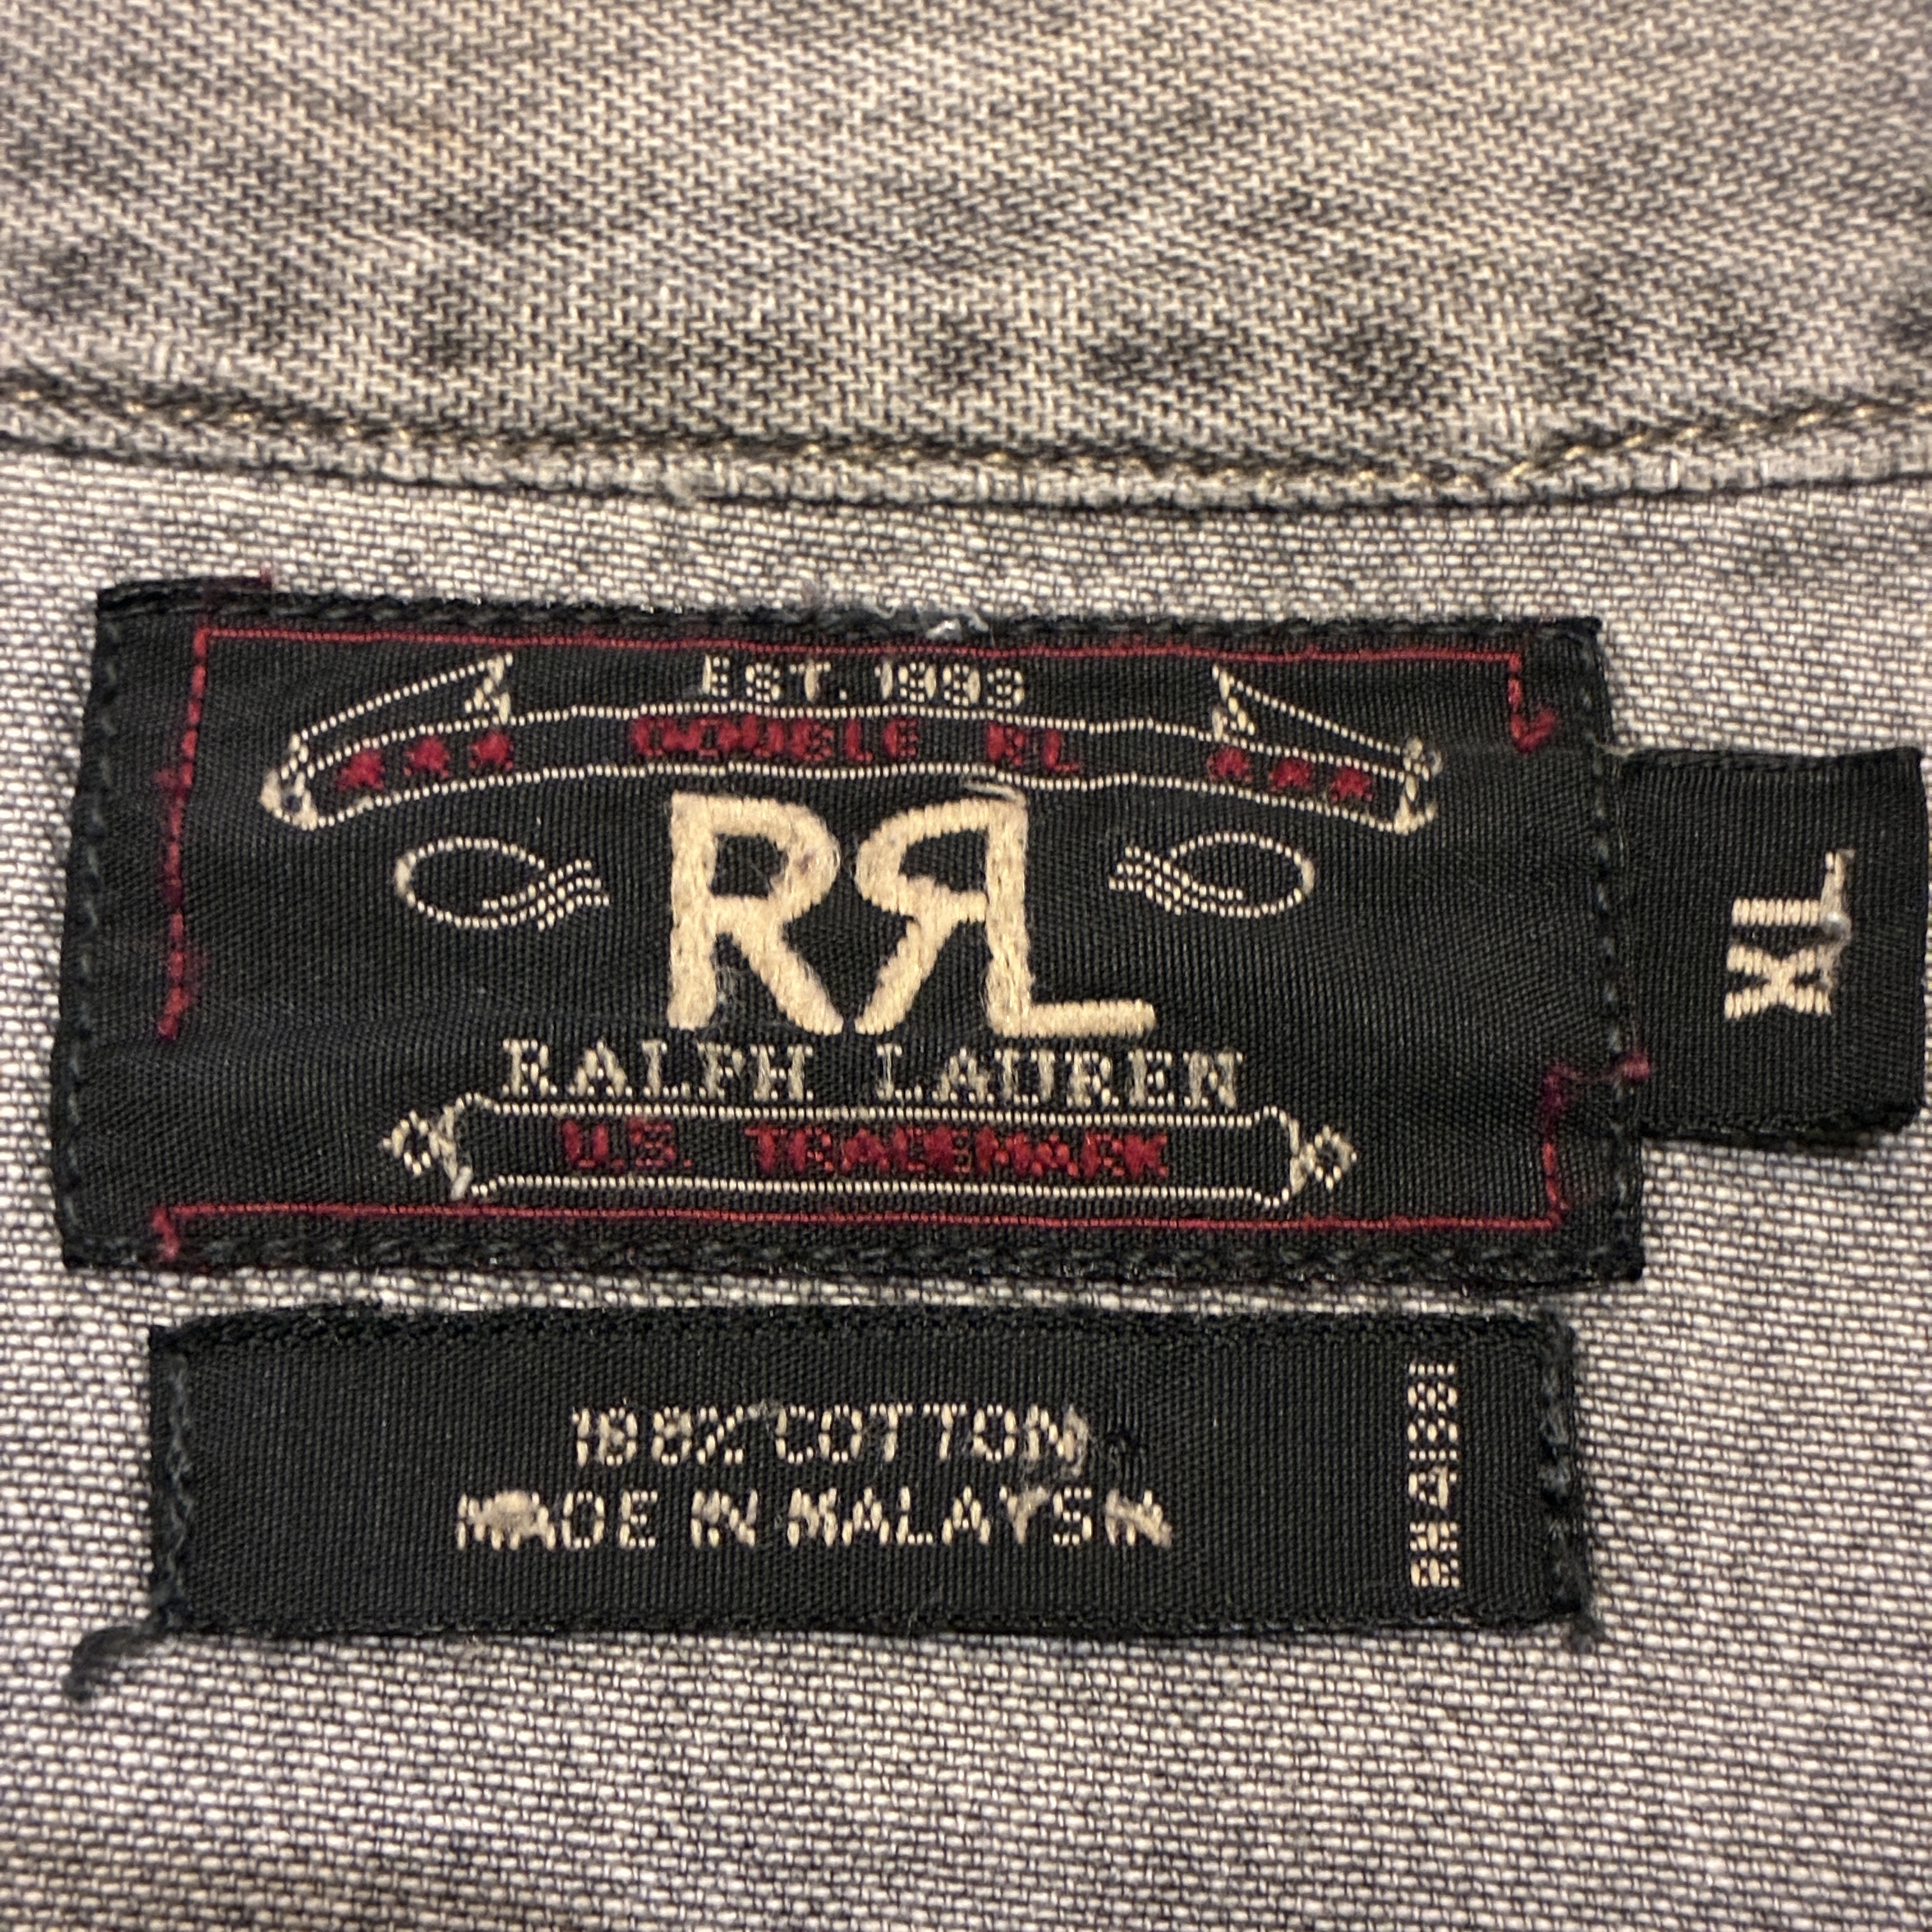 EST. 1993
DOUBLE RL
RRL
RALPH LAUREN
U.S. TRADEMARK
XL
100% COTTON
MADE IN MALAYSIA